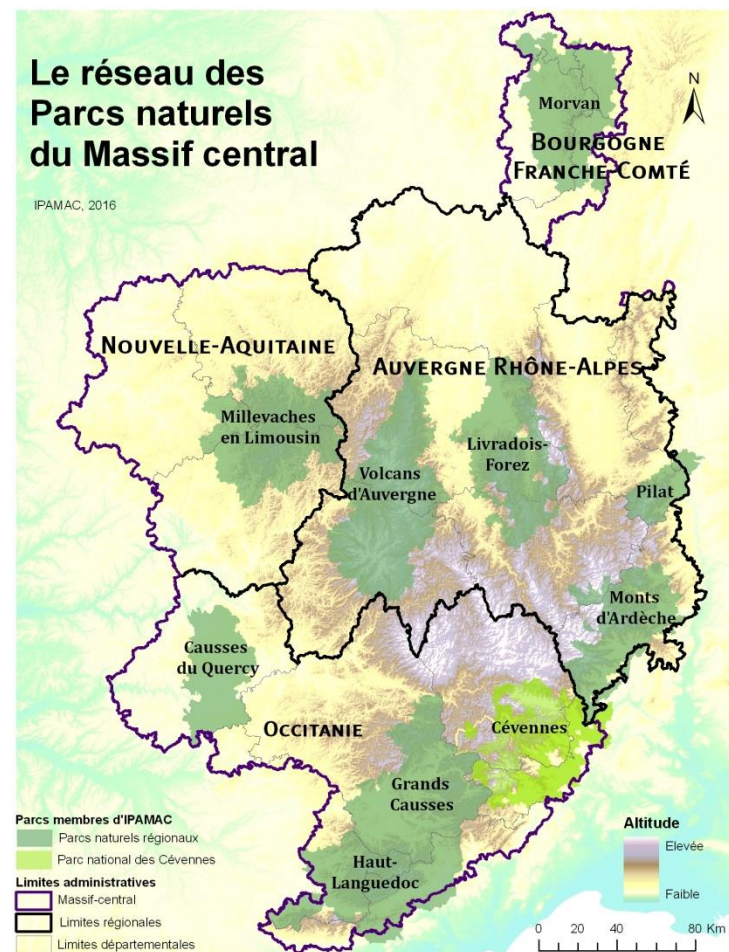 Le réseau des
Parcs naturels
du Massif central
IPAMAC, 2016
N
Morvan
BOURGOGNE
FRANCHE-COMTÉ
NOUVELLE-AQUITAINE
AUVERGNE RHÔNE-ALPES
Millevaches
en Limousin
Volcans
d'Auvergne
Livradois-
Forez
Pilat
Monts
d'Ardèche
Causses
du Quercy
OCCITANIE
Cévennes
Grands
Causses
Haut-
Languedoc
Parcs membres d'IPAMAC
Parcs naturels régionaux
Parc national des Cévennes
Limites administratives
Massif-central
Limites régionales
Limites départementales
Altitude
Elevée
Faible
0 20 40 80 Km